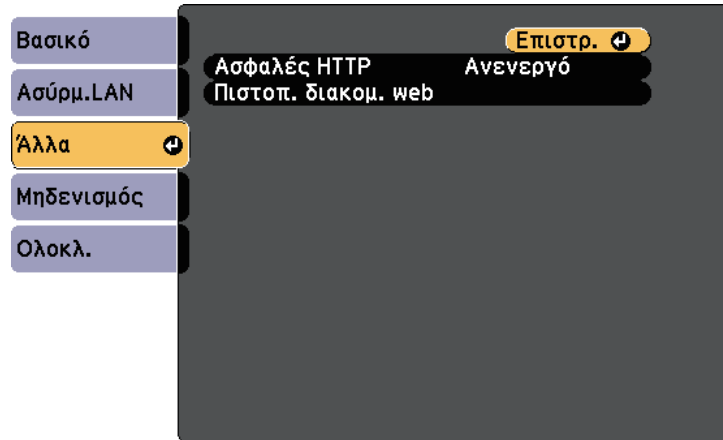 Βασικό
Ασύρμ.LAN
Άλλα
Μηδενισμός
Ολοκλ.
Επιστρ.
Ασφαλές HTTP Ανενεργό
Πιστοπ. διακομ. web